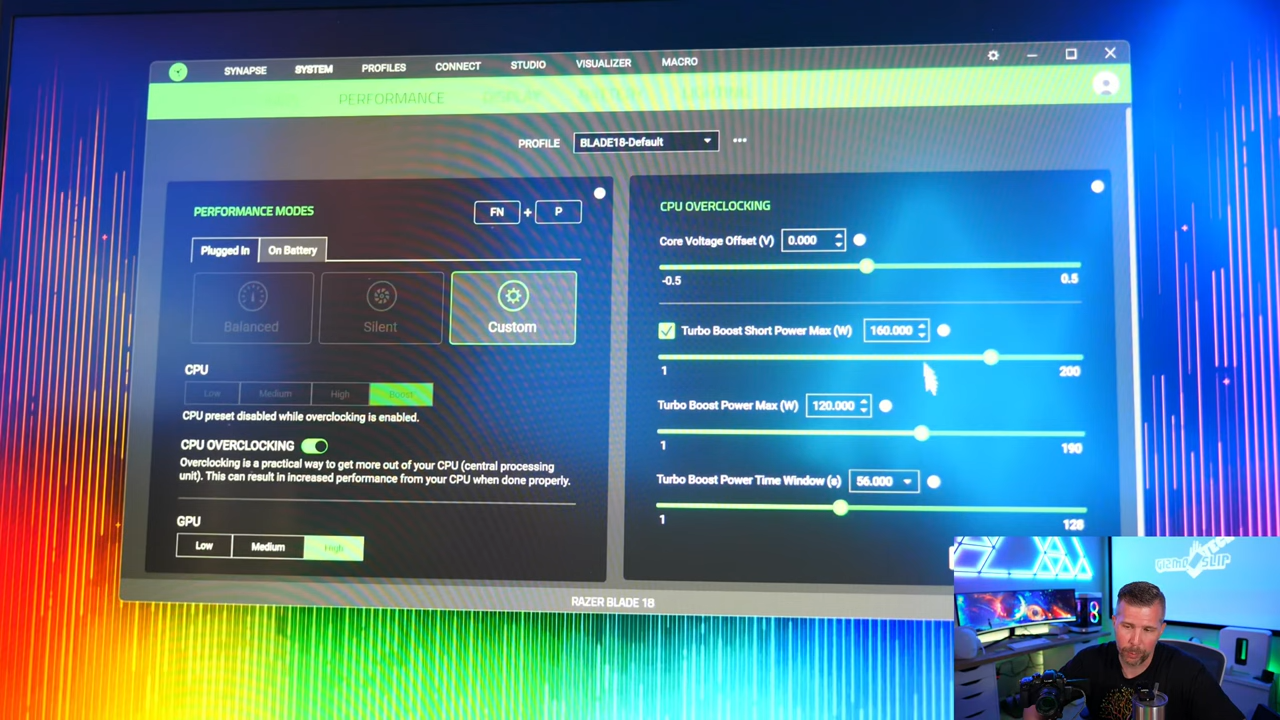 SYNAPSE SYSTEM PROFILES CONNECT STUDIO VISUALIZER MACRO
PERFORMANCE DISPLAY
PROFILE BLADE18-Default
PERFORMANCE MODES
FN + P
Plugged In On Battery
Balanced Silent Custom
CPU
Low Medium High Boost
CPU preset disabled while overclocking is enabled.
CPU OVERCLOCKING
Overclocking is a practical way to get more out of your CPU (central processing
unit). This can result in increased performance from your CPU when done properly.
GPU
Low Medium High
CPU OVERCLOCKING
Core Voltage Offset (V) 0.000
-0.5 0.5
Turbo Boost Short Power Max (W) 160.000
1 200
Turbo Boost Power Max (W) 120.000
1 190
Turbo Boost Power Time Window (s) 56.000
1 128
RAZER BLADE 18
GIZMO SLIP
TECH